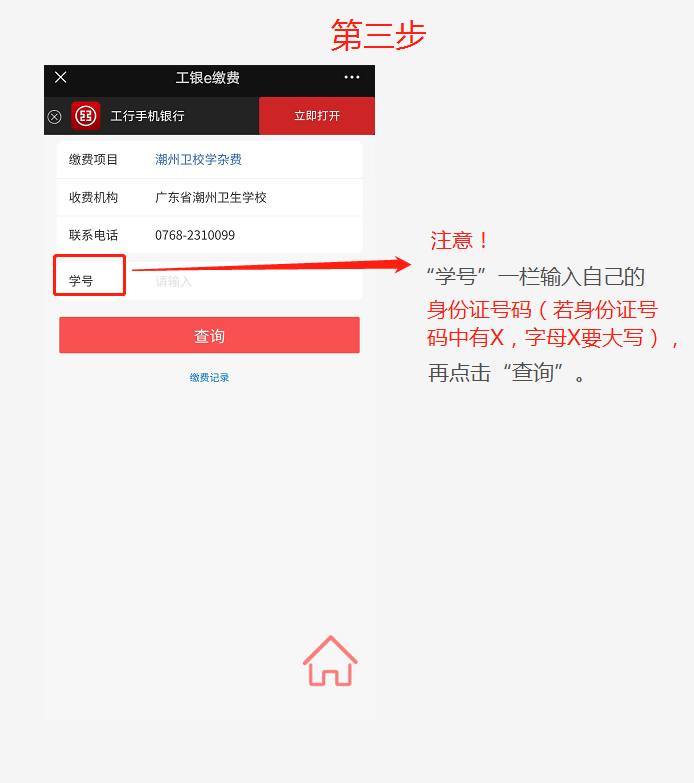 第三步
工银e缴费
工行手机银行
立即打开
缴费项目 潮州卫校学杂费
收费机构 广东省潮州卫生学校
联系电话 0768-2310099
学号 请输入
查询
缴费记录
注意！
“学号”一栏输入自己的
身份证号码（若身份证号
码中有X，字母X要大写），
再点击“查询”。